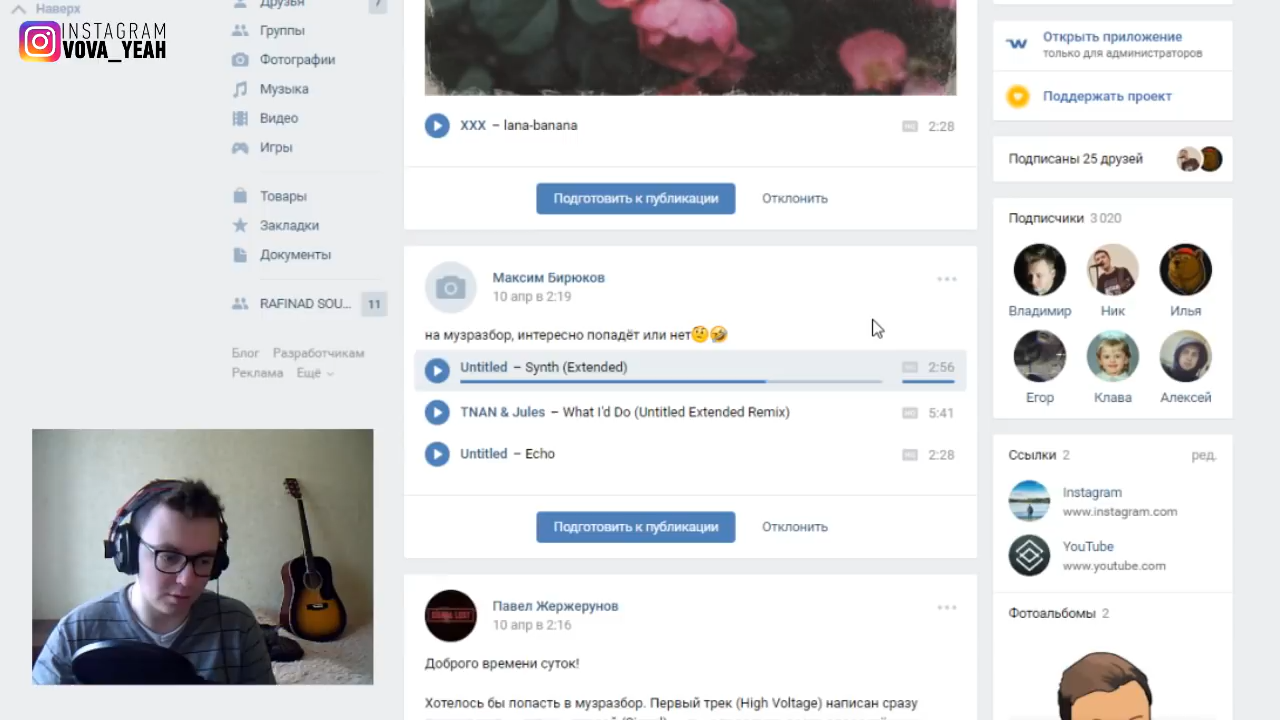 Наверх
INSTAGRAM
VOVA_YEAH
Друзья
7
Группы
Фотографии
Музыка
Видео
Игры
Товары
Закладки
Документы
RAFINAD SOU... 11
Блог Разработчикам
Реклама Ещё
XXX – lana-banana HQ 2:28
Подготовить к публикации Отклонить
Максим Бирюков
10 апр в 2:19
на музразбор, интересно попадёт или нет🤨🤣
Untitled – Synth (Extended) HQ 2:56
TNAN & Jules – What I'd Do (Untitled Extended Remix) HQ 5:41
Untitled – Echo HQ 2:28
Подготовить к публикации Отклонить
Павел Жержерунов
10 апр в 2:16
Доброго времени суток!
Хотелось бы попасть в музразбор. Первый трек (High Voltage) написан сразу
Открыть приложение
только для администраторов
Поддержать проект
Подписаны 25 друзей
Подписчики 3 020
Владимир Ник Илья
Егор Клава Алексей
Ссылки 2 ред.
Instagram
www.instagram.com
YouTube
www.youtube.com
Фотоальбомы 2